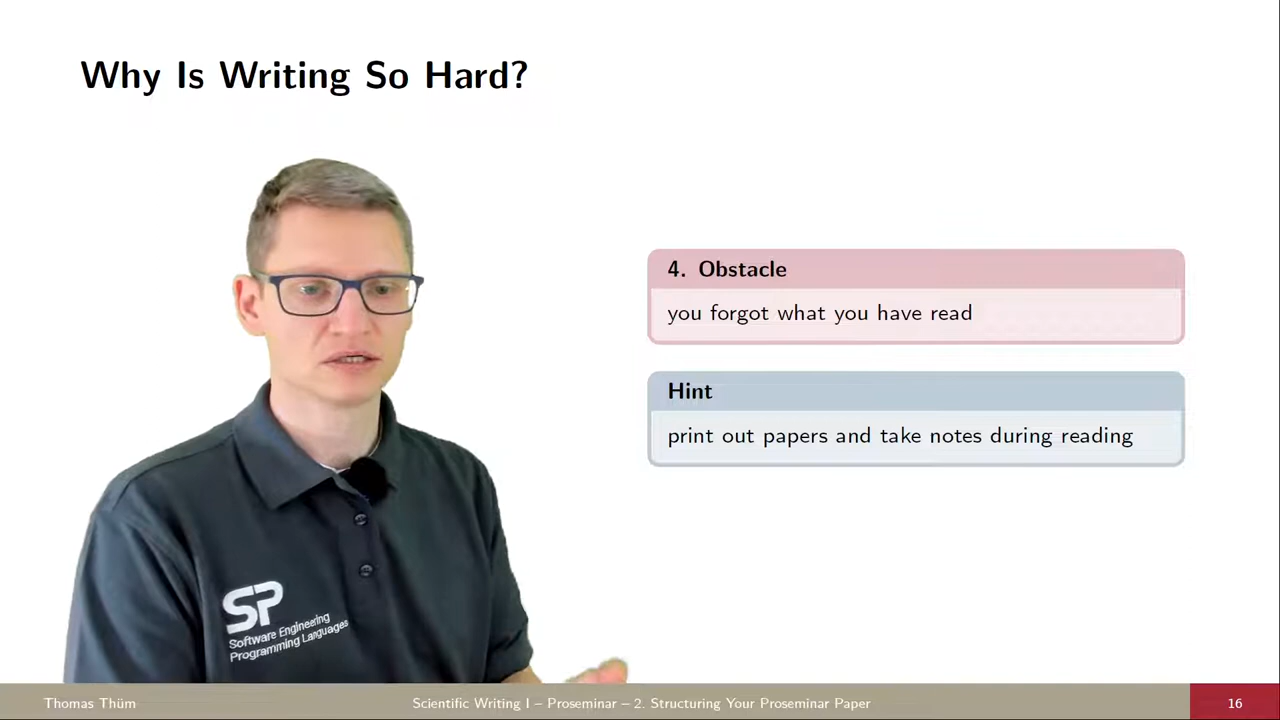 Why Is Writing So Hard?
4. Obstacle
you forgot what you have read
Hint
print out papers and take notes during reading
SP
Software Engineering
Programming Languages
Thomas Thüm
Scientific Writing I – Proseminar – 2. Structuring Your Proseminar Paper
16